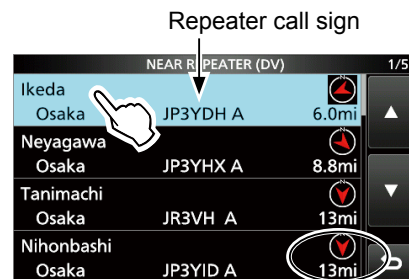 Repeater call sign
NEAR REPEATER (DV) 1/5
Ikeda
Osaka JP3YDH A 6.0mi
Neyagawa
Osaka JP3YHX A 8.8mi
Tanimachi
Osaka JR3VH A 13mi
Nihonbashi
Osaka JP3YID A 13mi